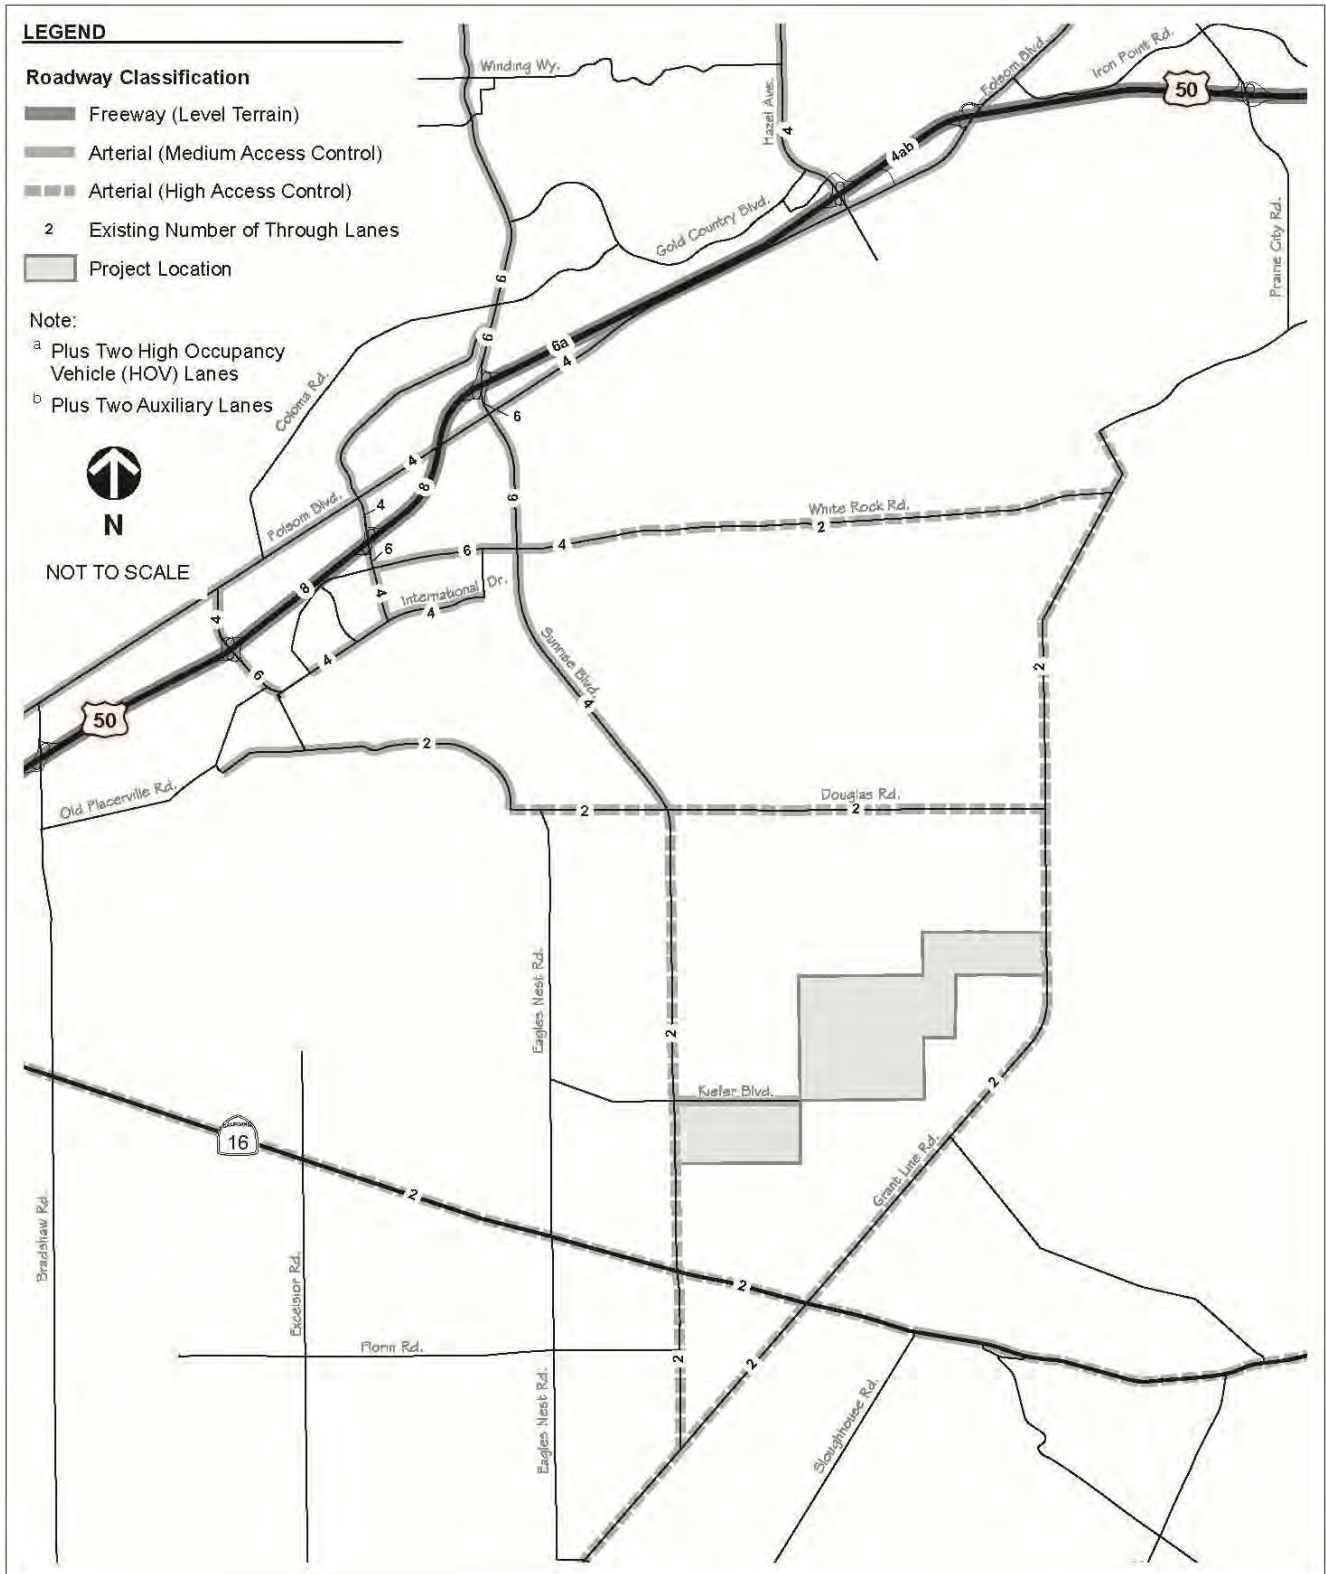 LEGEND
Roadway Classification
Freeway (Level Terrain)
Arterial (Medium Access Control)
Arterial (High Access Control)
2 Existing Number of Through Lanes
Project Location
Note:
a Plus Two High Occupancy
Vehicle (HOV) Lanes
b Plus Two Auxiliary Lanes
N
NOT TO SCALE
Winding Wy.
Hazel Ave.
4
Folsom Blvd.
Iron Point Rd.
50
4ab
Gold Country Blvd.
Prairie City Rd.
6
6
6a
4
Coloma Rd.
6
4
8
6
Folsom Blvd.
4
White Rock Rd.
2
6
6
4
8
4
International Dr.
4
4
4
6
Sunrise Blvd.
4
2
50
2
Old Placerville Rd.
2
Douglas Rd.
2
Eagles Nest Rd.
2
Kiefer Blvd.
2
CALIFORNIA
16
2
Grant Line Rd.
Bradshaw Rd.
Excelsior Rd.
2
Florin Rd.
2
2
Eagles Nest Rd.
Sloughhouse Rd.